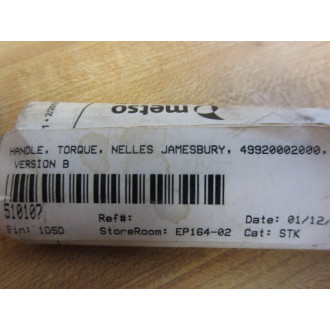 metso
HANDLE, TORQUE, NELLES JAMESBURY, 49920002000,
VERSION B
510107
Ref#: Date: 01/12/
Bin: 1D5D StoreRoom: EP164-02 Cat: STK